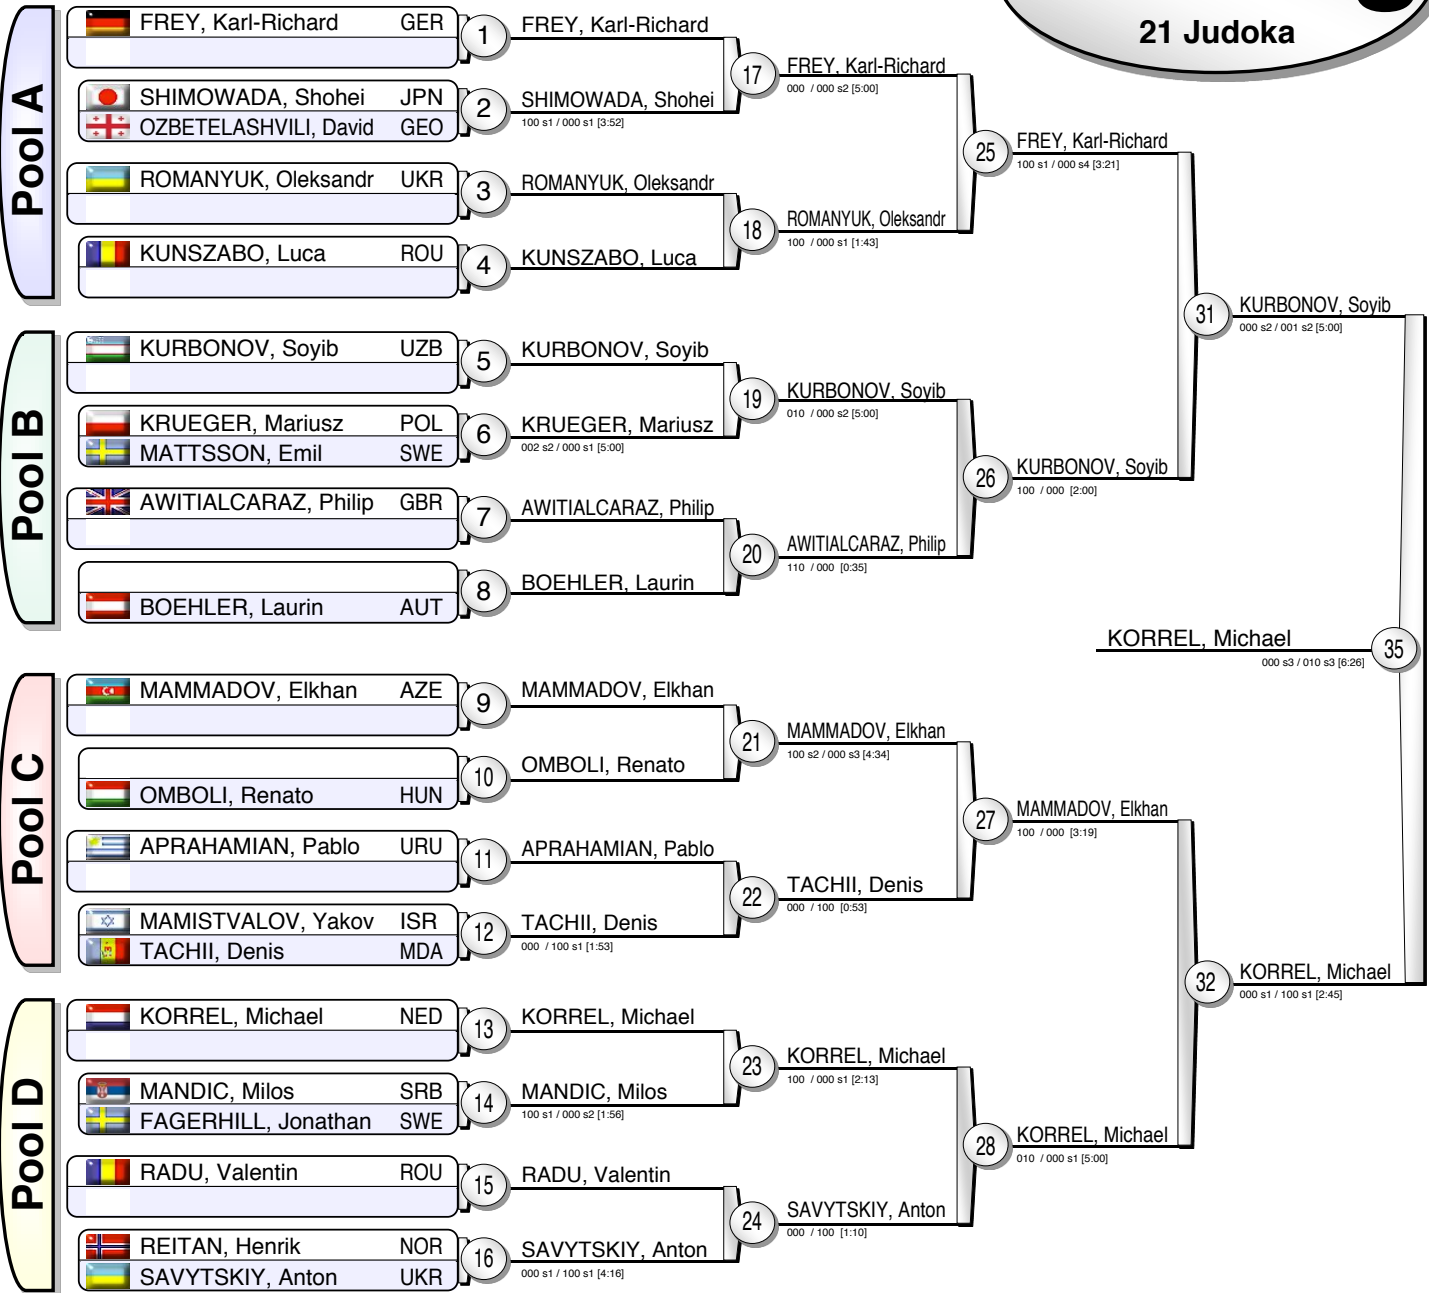 21 Judoka
Pool A
FREY, Karl-Richard GER
1
FREY, Karl-Richard
SHIMOWADA, Shohei JPN
OZBETELASHVILI, David GEO
2
SHIMOWADA, Shohei
100 s1 / 000 s1 [3:52]
17
FREY, Karl-Richard
000 / 000 s2 [5:00]
ROMANYUK, Oleksandr UKR
3
ROMANYUK, Oleksandr
KUNSZABO, Luca ROU
4
KUNSZABO, Luca
18
ROMANYUK, Oleksandr
100 / 000 s1 [1:43]
25
FREY, Karl-Richard
100 s1 / 000 s4 [3:21]
Pool B
KURBONOV, Soyib UZB
5
KURBONOV, Soyib
KRUEGER, Mariusz POL
MATTSSON, Emil SWE
6
KRUEGER, Mariusz
002 s2 / 000 s1 [5:00]
19
KURBONOV, Soyib
010 / 000 s2 [5:00]
AWITIALCARAZ, Philip GBR
7
AWITIALCARAZ, Philip
BOEHLER, Laurin AUT
8
BOEHLER, Laurin
20
AWITIALCARAZ, Philip
110 / 000 [0:35]
26
KURBONOV, Soyib
100 / 000 [2:00]
31
KURBONOV, Soyib
000 s2 / 001 s2 [5:00]
KORREL, Michael
000 s3 / 010 s3 [6:26]
35
Pool C
MAMMADOV, Elkhan AZE
9
MAMMADOV, Elkhan
OMBOLI, Renato HUN
10
OMBOLI, Renato
21
MAMMADOV, Elkhan
100 s2 / 000 s3 [4:34]
APRAHAMIAN, Pablo URU
11
APRAHAMIAN, Pablo
MAMISTVALOV, Yakov ISR
TACHII, Denis MDA
12
TACHII, Denis
000 / 100 s1 [1:53]
22
TACHII, Denis
000 / 100 [0:53]
27
MAMMADOV, Elkhan
100 / 000 [3:19]
Pool D
KORREL, Michael NED
13
KORREL, Michael
MANDIC, Milos SRB
FAGERHILL, Jonathan SWE
14
MANDIC, Milos
100 s1 / 000 s2 [1:56]
23
KORREL, Michael
100 / 000 s1 [2:13]
RADU, Valentin ROU
15
RADU, Valentin
REITAN, Henrik NOR
SAVYTSKIY, Anton UKR
16
SAVYTSKIY, Anton
000 s1 / 100 s1 [4:16]
24
SAVYTSKIY, Anton
000 / 100 [1:10]
28
KORREL, Michael
010 / 000 s1 [5:00]
32
KORREL, Michael
000 s1 / 100 s1 [2:45]